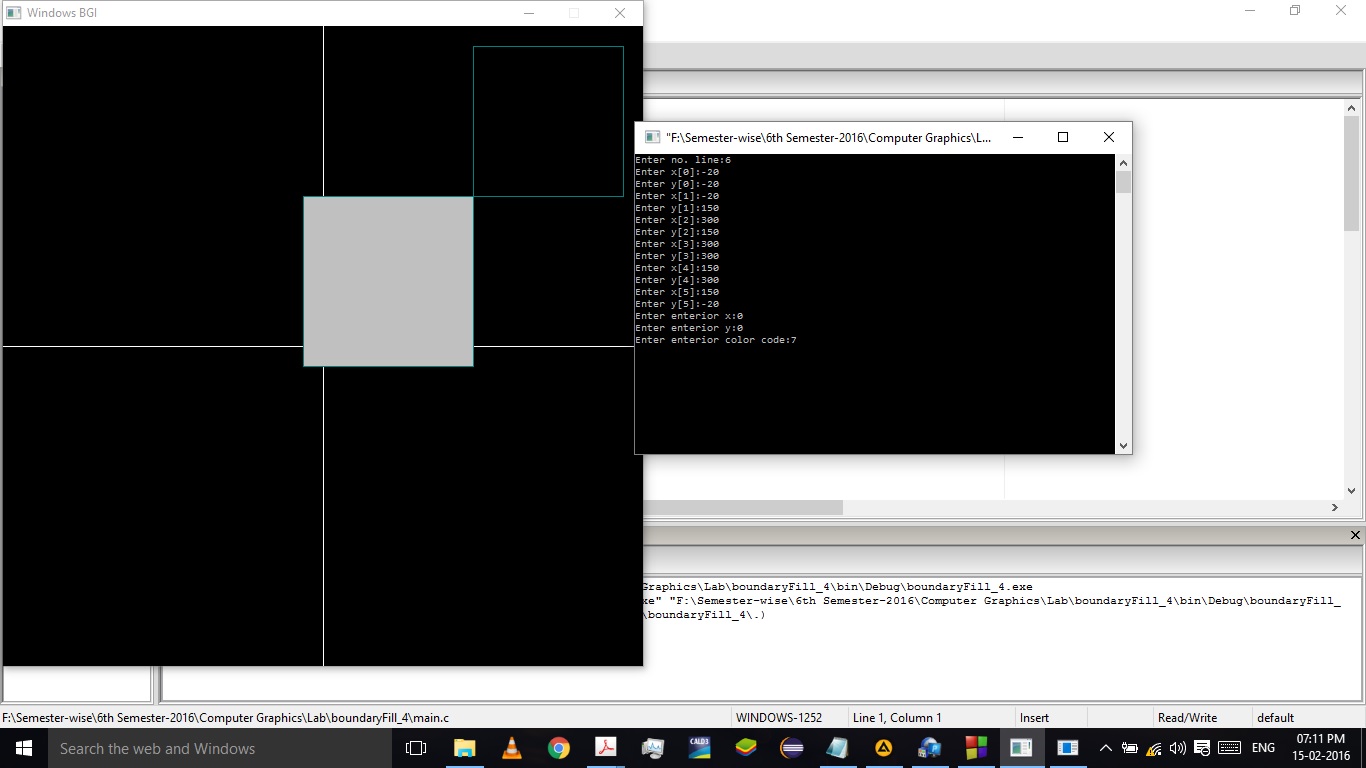 Windows BGI
"F:\Semester-wise\6th Semester-2016\Computer Graphics\L...
Enter no. line:6
Enter x[0]:-20
Enter y[0]:-20
Enter x[1]:-20
Enter y[1]:150
Enter x[2]:300
Enter y[2]:150
Enter x[3]:300
Enter y[3]:300
Enter x[4]:150
Enter y[4]:300
Enter x[5]:150
Enter y[5]:-20
Enter enterior x:0
Enter enterior y:0
Enter enterior color code:7
Graphics\Lab\boundaryFill_4\bin\Debug\boundaryFill_4.exe
xe" "F:\Semester-wise\6th Semester-2016\Computer Graphics\Lab\boundaryFill_4\bin\Debug\boundaryFill_
\boundaryFill_4\.)
F:\Semester-wise\6th Semester-2016\Computer Graphics\Lab\boundaryFill_4\main.c WINDOWS-1252 Line 1, Column 1 Insert Read/Write default
Search the web and Windows
CALD3
ENG
07:11 PM
15-02-2016